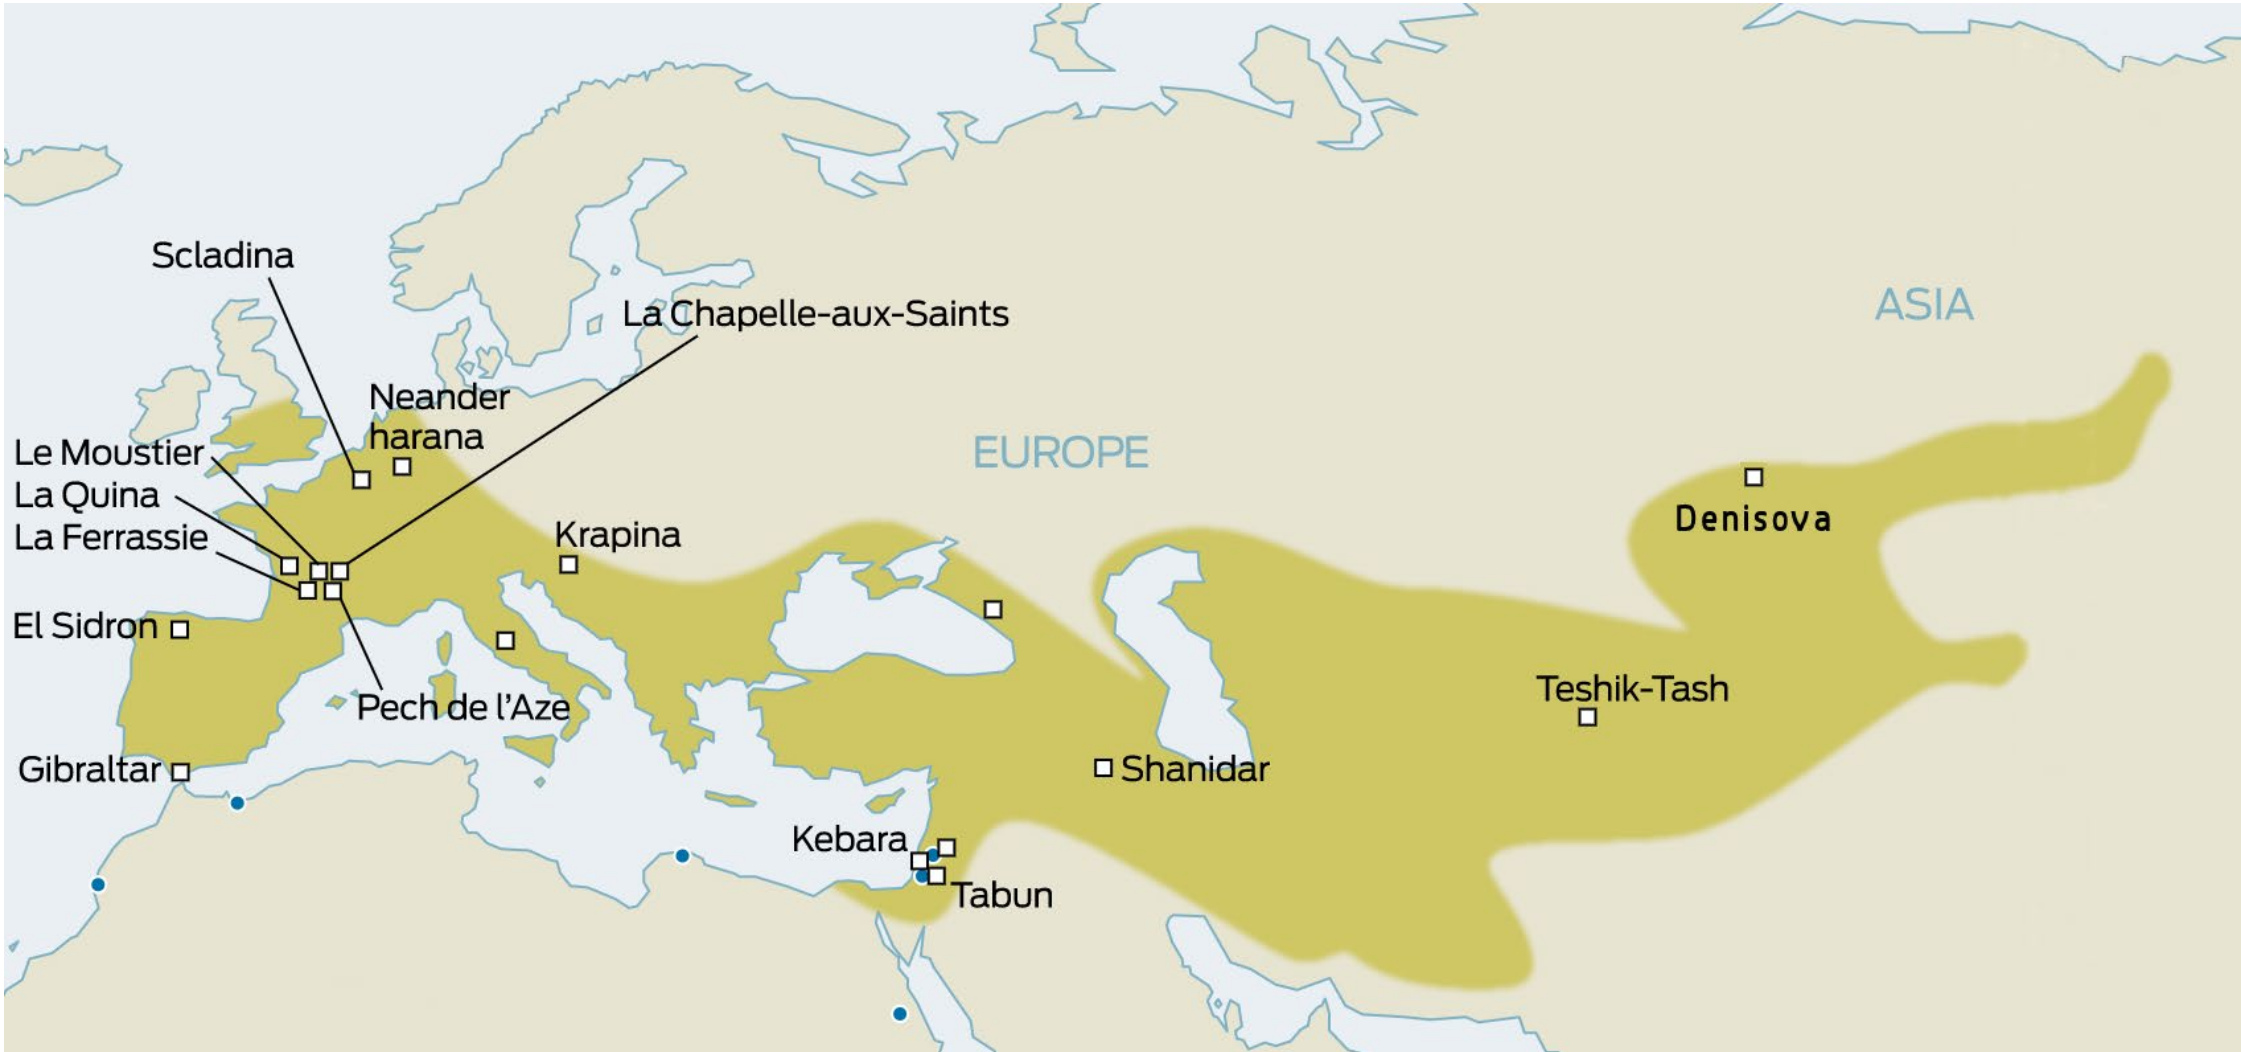 Scladina
La Chapelle-aux-Saints
ASIA
Neander
harana
EUROPE
Le Moustier
La Quina
La Ferrassie
Krapina
Denisova
El Sidron
Teshik-Tash
Pech de l'Aze
Gibraltar
Shanidar
Kebara
Tabun